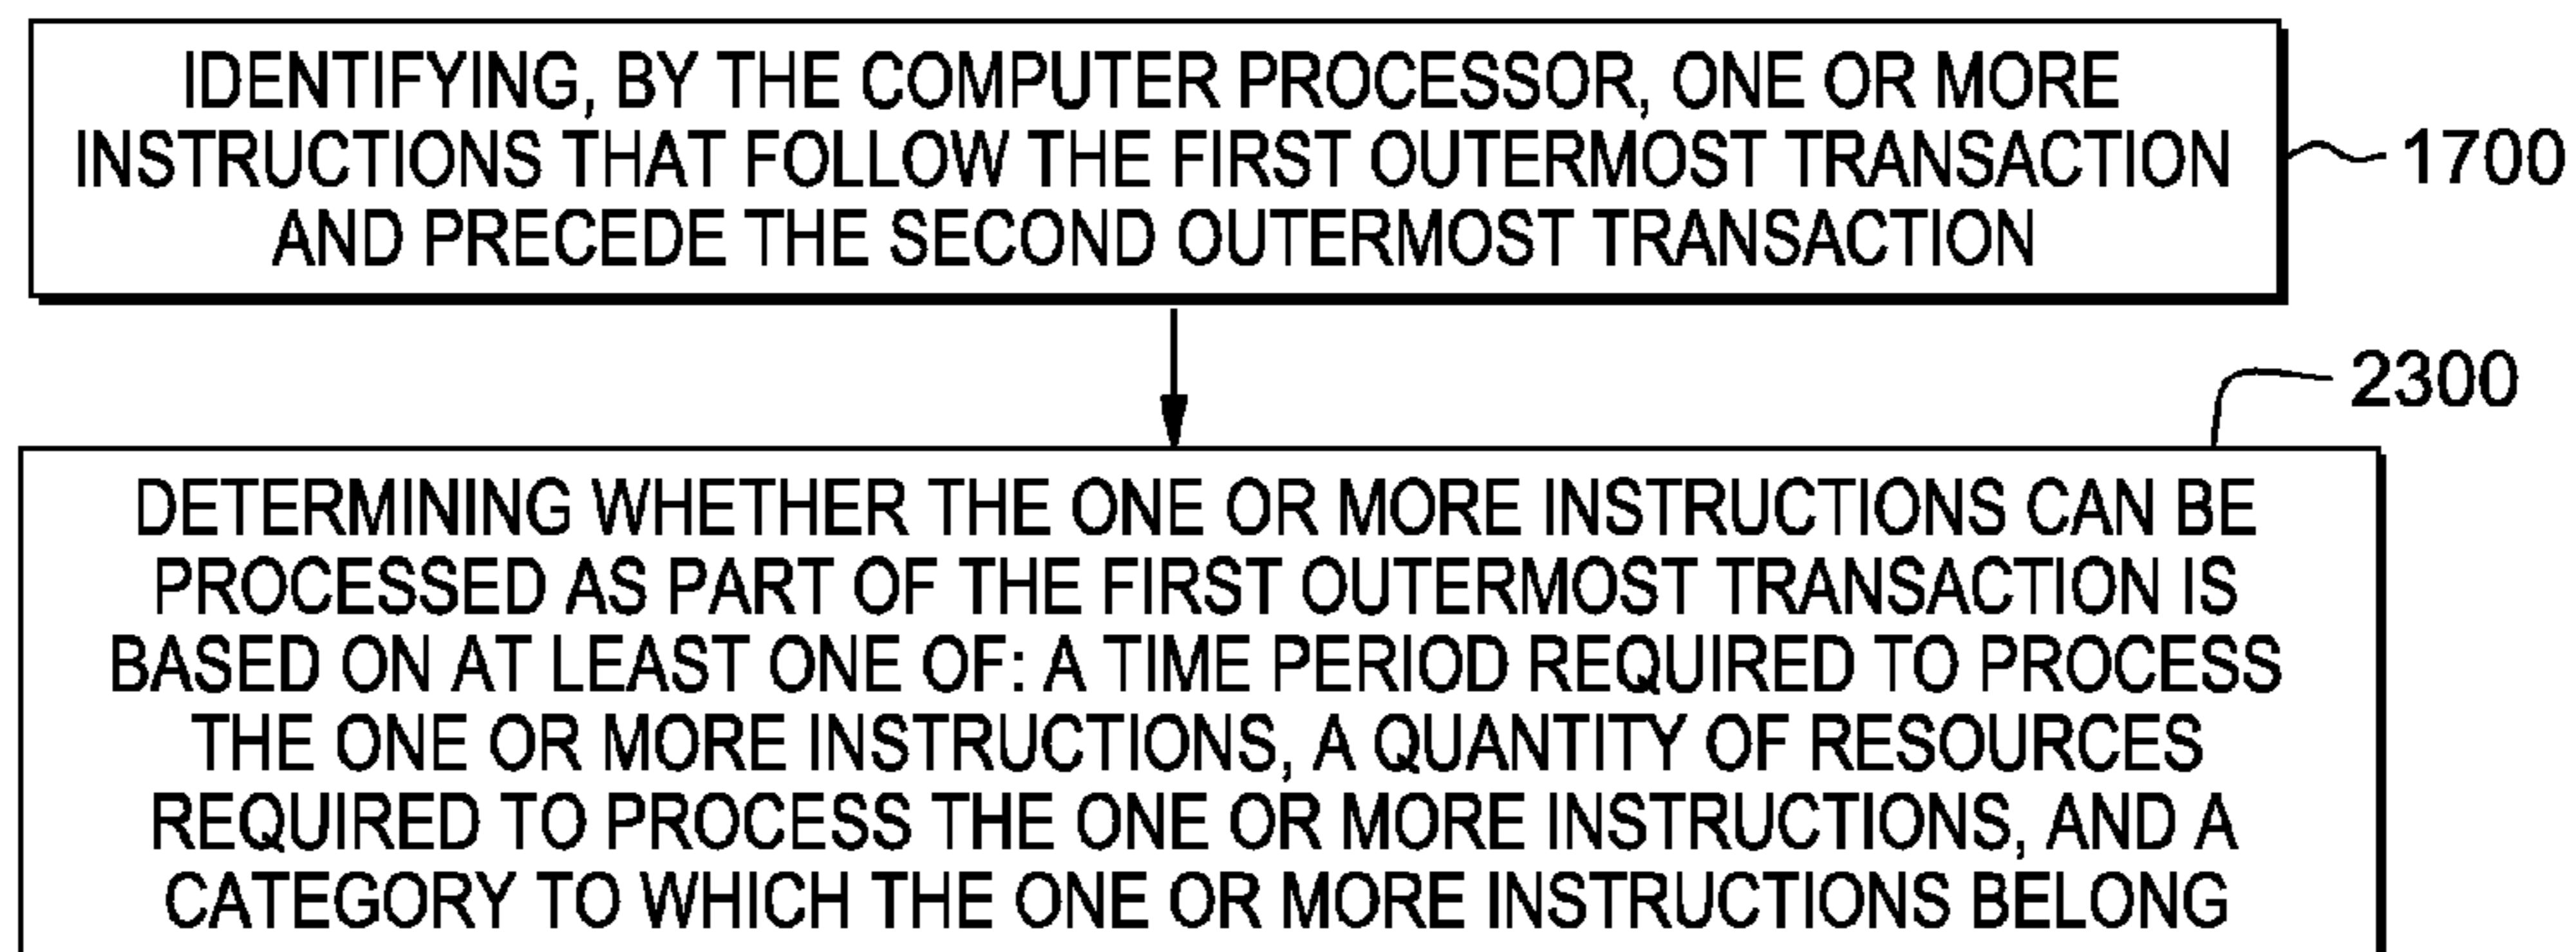 IDENTIFYING, BY THE COMPUTER PROCESSOR, ONE OR MORE
INSTRUCTIONS THAT FOLLOW THE FIRST OUTERMOST TRANSACTION
AND PRECEDE THE SECOND OUTERMOST TRANSACTION
1700
2300
DETERMINING WHETHER THE ONE OR MORE INSTRUCTIONS CAN BE
PROCESSED AS PART OF THE FIRST OUTERMOST TRANSACTION IS
BASED ON AT LEAST ONE OF: A TIME PERIOD REQUIRED TO PROCESS
THE ONE OR MORE INSTRUCTIONS, A QUANTITY OF RESOURCES
REQUIRED TO PROCESS THE ONE OR MORE INSTRUCTIONS, AND A
CATEGORY TO WHICH THE ONE OR MORE INSTRUCTIONS BELONG